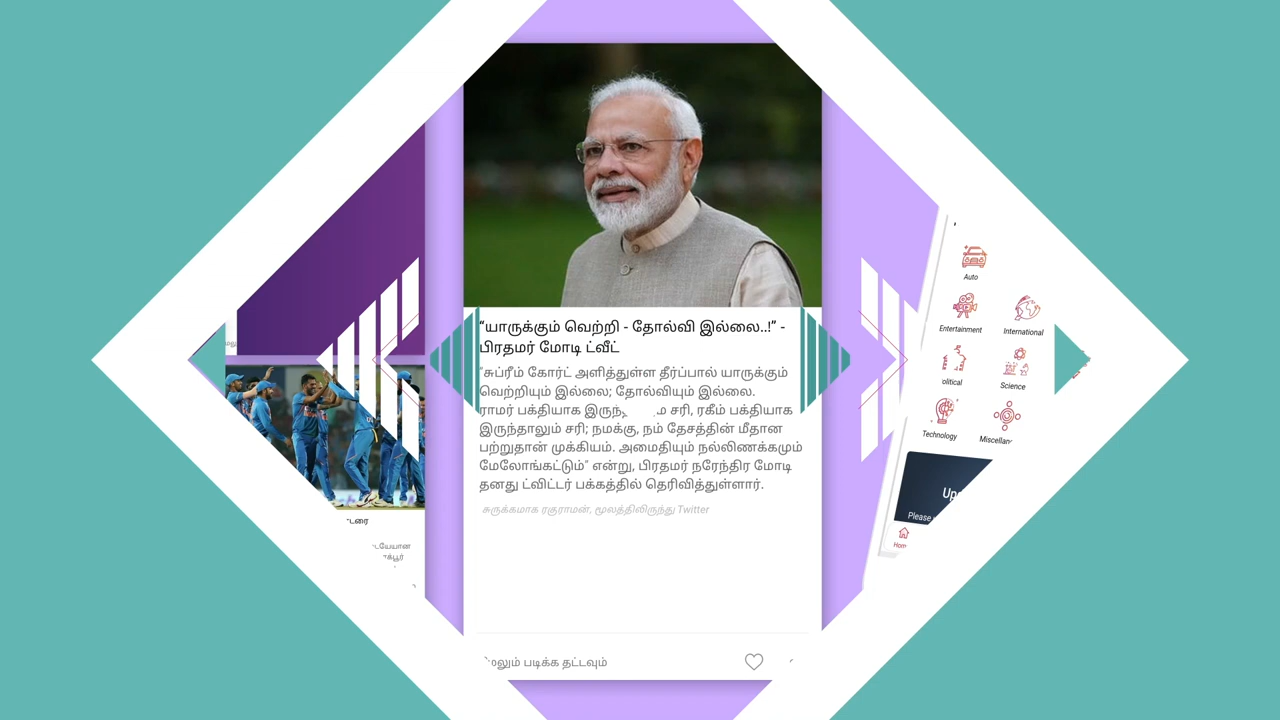 “யாருக்கும் வெற்றி - தோல்வி இல்லை..!” -
பிரதமர் மோடி ட்வீட்
"சுப்ரீம் கோர்ட் அளித்துள்ள தீர்ப்பால் யாருக்கும்
வெற்றியும் இல்லை; தோல்வியும் இல்லை.
ராமர் பக்தியாக சரி, ரகீம் பக்தியாக
இருந்தாலும் சரி; நமக்கு, நம் தேசத்தின் மீதான
பற்றுதான் முக்கியம். அமைதியும் நல்லிணக்கமும்
மேலோங்கட்டும்" என்று, பிரதமர் நரேந்திர மோடி
தனது ட்விட்டர் பக்கத்தில் தெரிவித்துள்ளார்.
சுருக்கமாக ரகுராமன், மூலத்திலிருந்து Twitter
படிக்க தட்டவும்
Auto
Entertainment
International
Science
Technology
Please